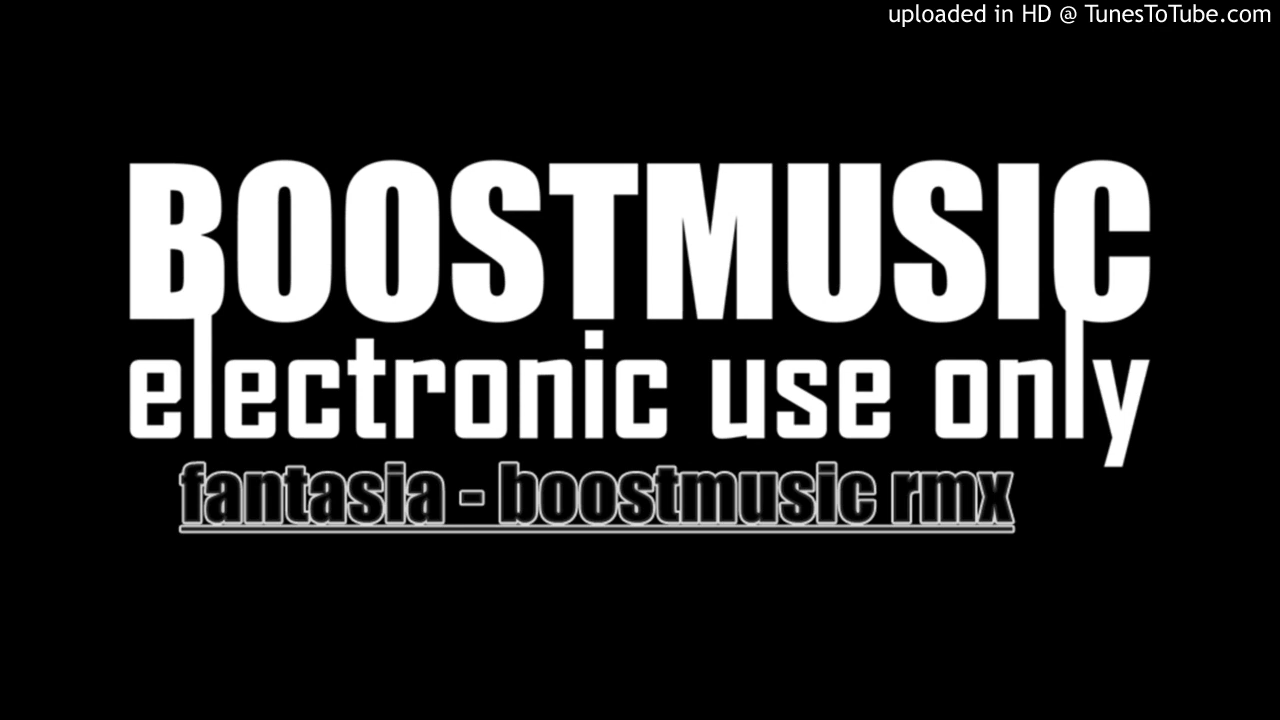 uploaded in HD @ TunesToTube.com
BOOSTMUSIC
electronic use only
fantasia - boostmusic rmx